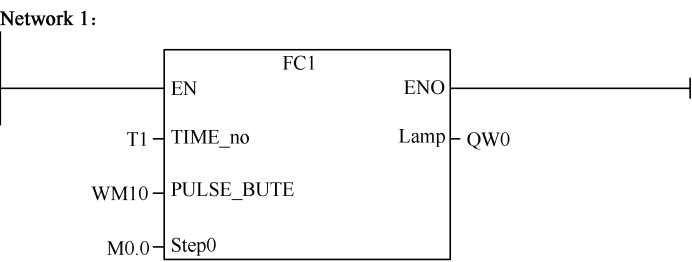 Network 1：
FC1
EN ENO
T1 TIME_no Lamp QW0
WM10 PULSE_BUTE
M0.0 Step0